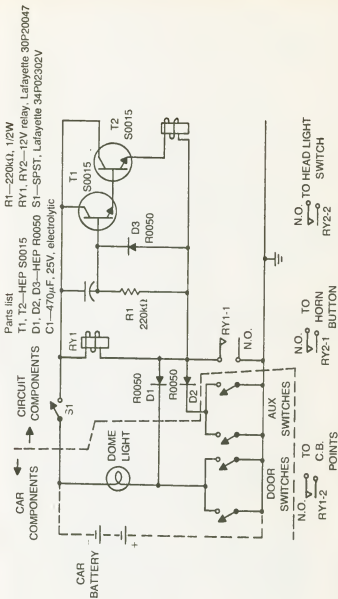 Parts list
T1, T2—HEP S0015
D1, D2, D3—HEP R0050
C1—470μF, 25V, electrolytic
R1—220kΩ, 1/2W
RY1, RY2—12V relay, Lafayette 30P20047
S1—SPST, Lafayette 34P02302V
CAR
COMPONENTS
CIRCUIT
COMPONENTS
S1
RY1
T1
S0015
T2
S0015
D3
R0050
R1
220kΩ
DOME
LIGHT
R0050
D1
R0050
D2
RY1-1
N.O.
CAR
BATTERY
+
DOOR
SWITCHES
AUX
SWITCHES
N.O. TO
RY1-2 C.B.
POINTS
N.O. TO
RY2-1 HORN
BUTTON
N.O. TO HEAD LIGHT
RY2-2 SWITCH